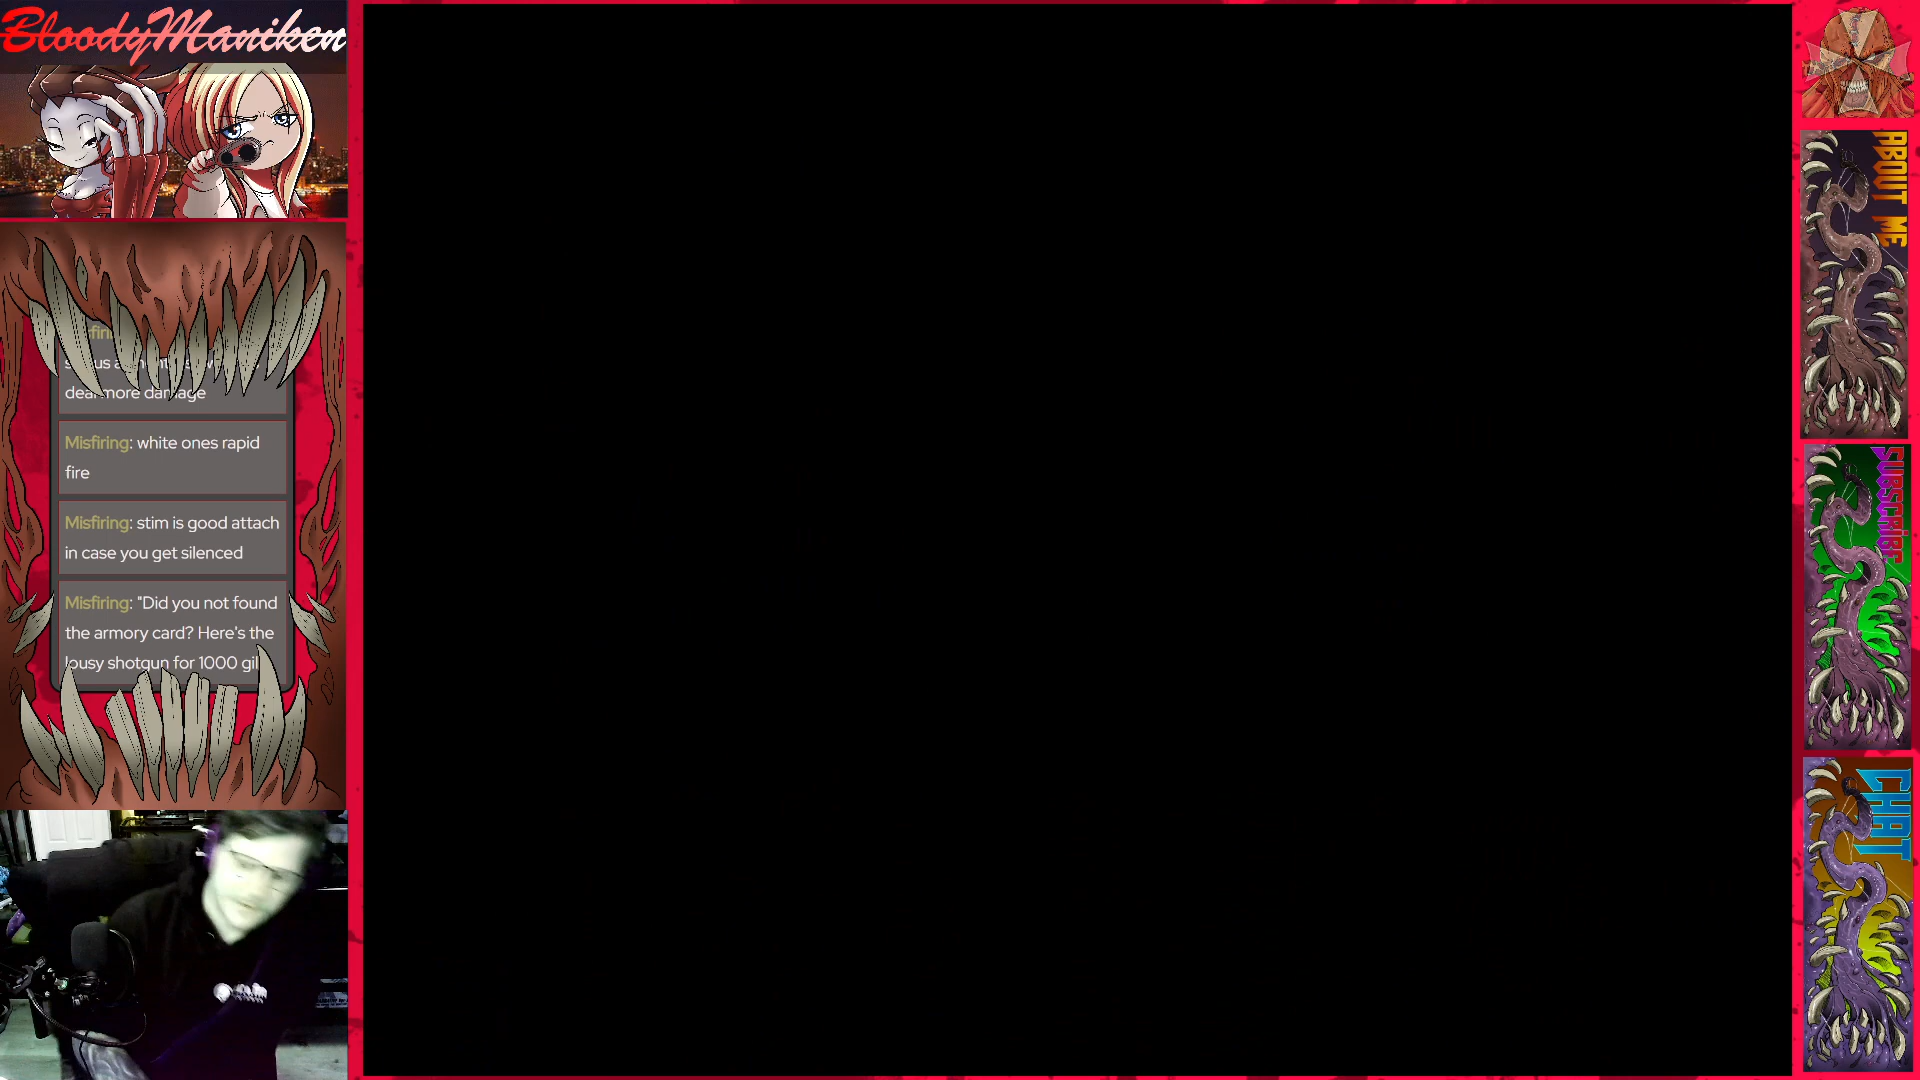 BloodyManiken
deal more damage
Misfiring: white ones rapid
fire
Misfiring: stim is good attach
in case you get silenced
Misfiring: "Did you not found
the armory card? Here's the
lousy shotgun for 1000 gil
ABOUT ME
SUBSCRIBE
CHAT